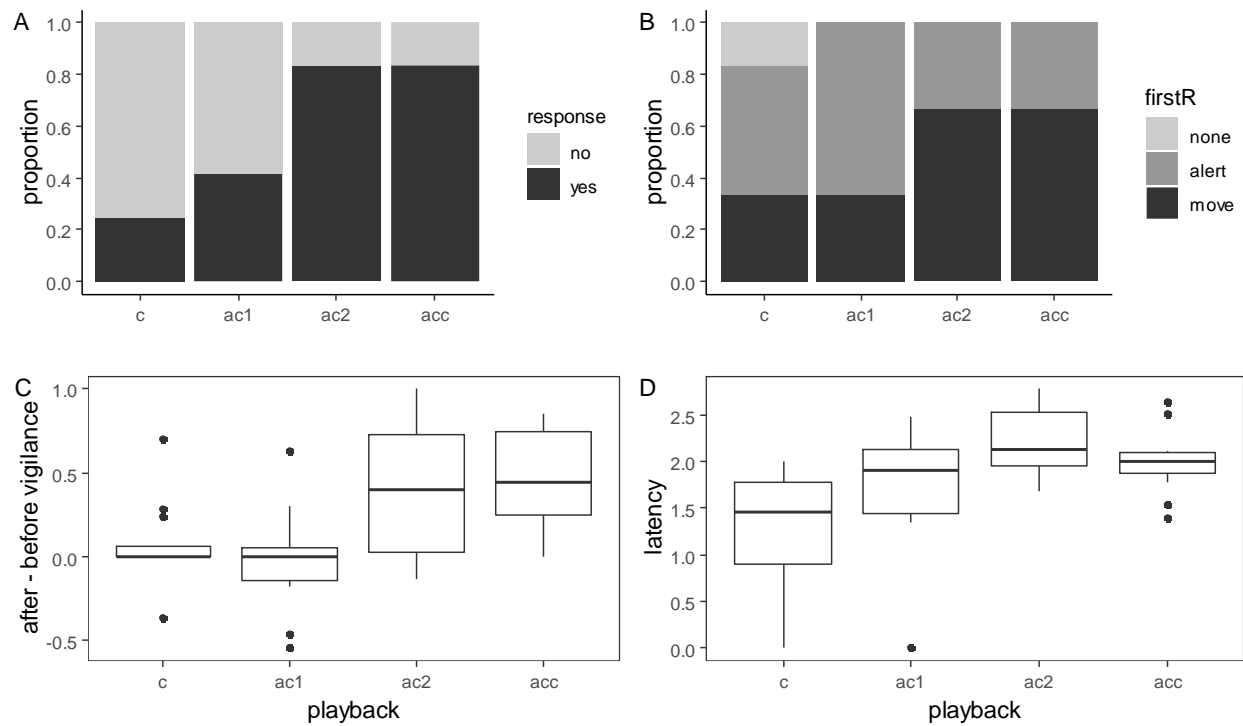 A
proportion
1.0
0.8
0.6
0.4
0.2
0.0
c ac1 ac2 acc
response
no
yes
B
proportion
1.0
0.8
0.6
0.4
0.2
0.0
c ac1 ac2 acc
firstR
none
alert
move
C
after - before vigilance
1.0
0.5
0.0
-0.5
c ac1 ac2 acc
playback
D
latency
2.5
2.0
1.5
1.0
0.5
0.0
c ac1 ac2 acc
playback